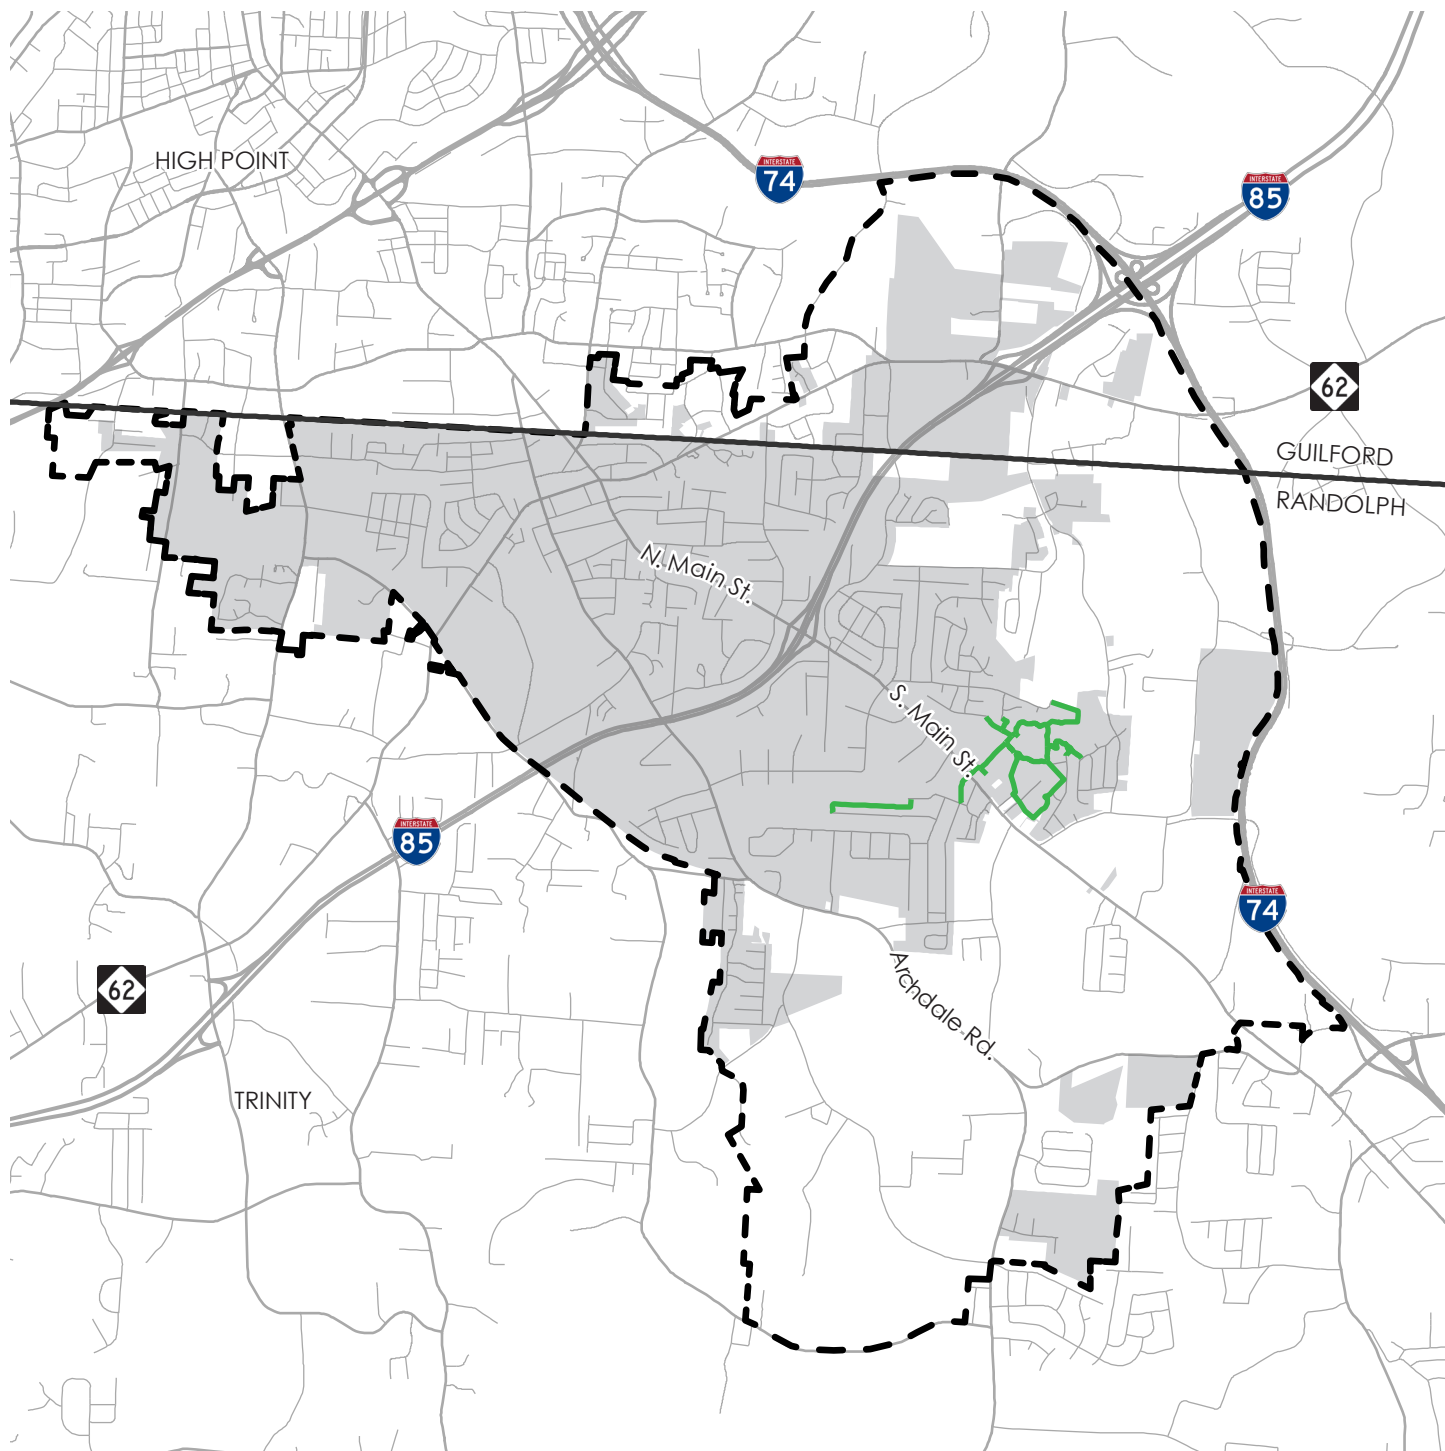 HIGH POINT
INTERSTATE
74
INTERSTATE
85
62
GUILFORD
RANDOLPH
N. Main St.
S. Main St.
INTERSTATE
85
INTERSTATE
74
62
Archdale Rd.
TRINITY